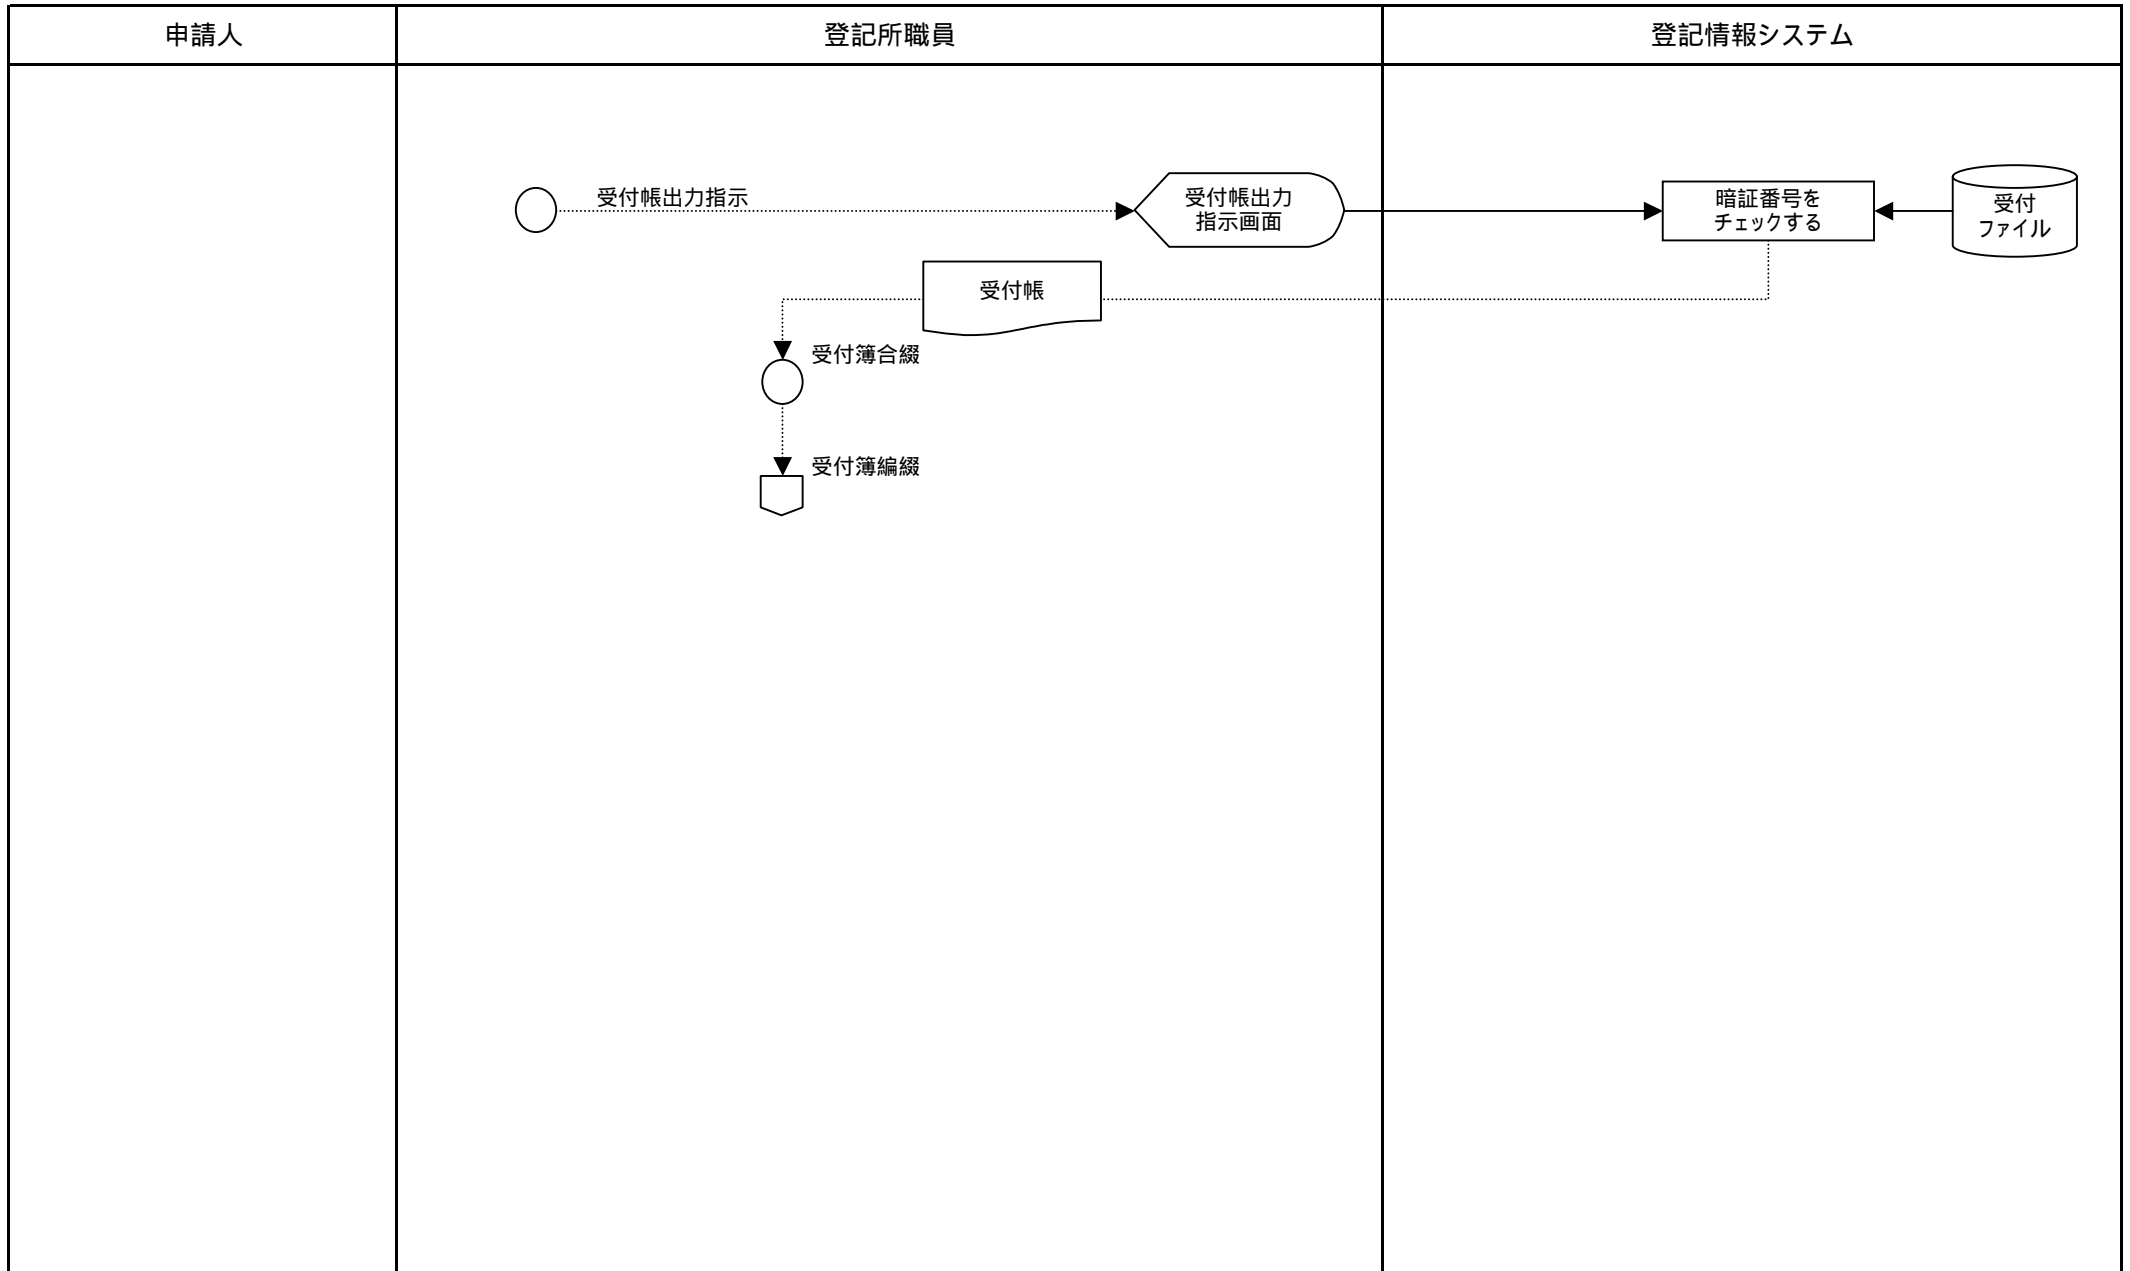 申請人
登記所職員
登記情報システム
受付帳出力指示
受付帳出力
指示画面
暗証番号を
チェックする
受付
ファイル
受付帳
受付簿合綴
受付簿編綴